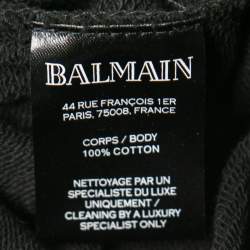 BALMAIN
44 RUE FRANÇOIS 1ER
PARIS, 75008, FRANCE
CORPS / BODY
100% COTTON
NETTOYAGE PAR UN
SPECIALISTE DU LUXE
UNIQUEMENT /
CLEANING BY A LUXURY
SPECIALIST ONLY